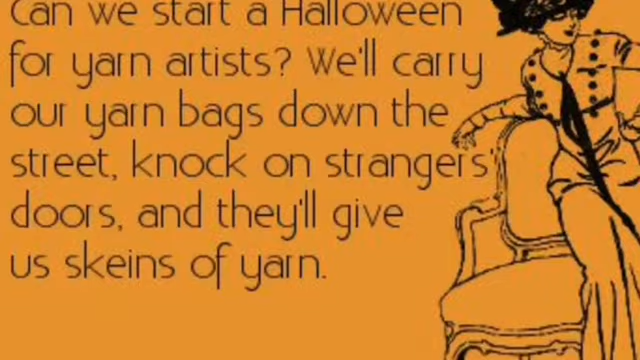 Can we start a Halloween
for yarn artists? We'll carry
our yarn bags down the
street, knock on strangers'
doors, and they'll give
us skeins of yarn.